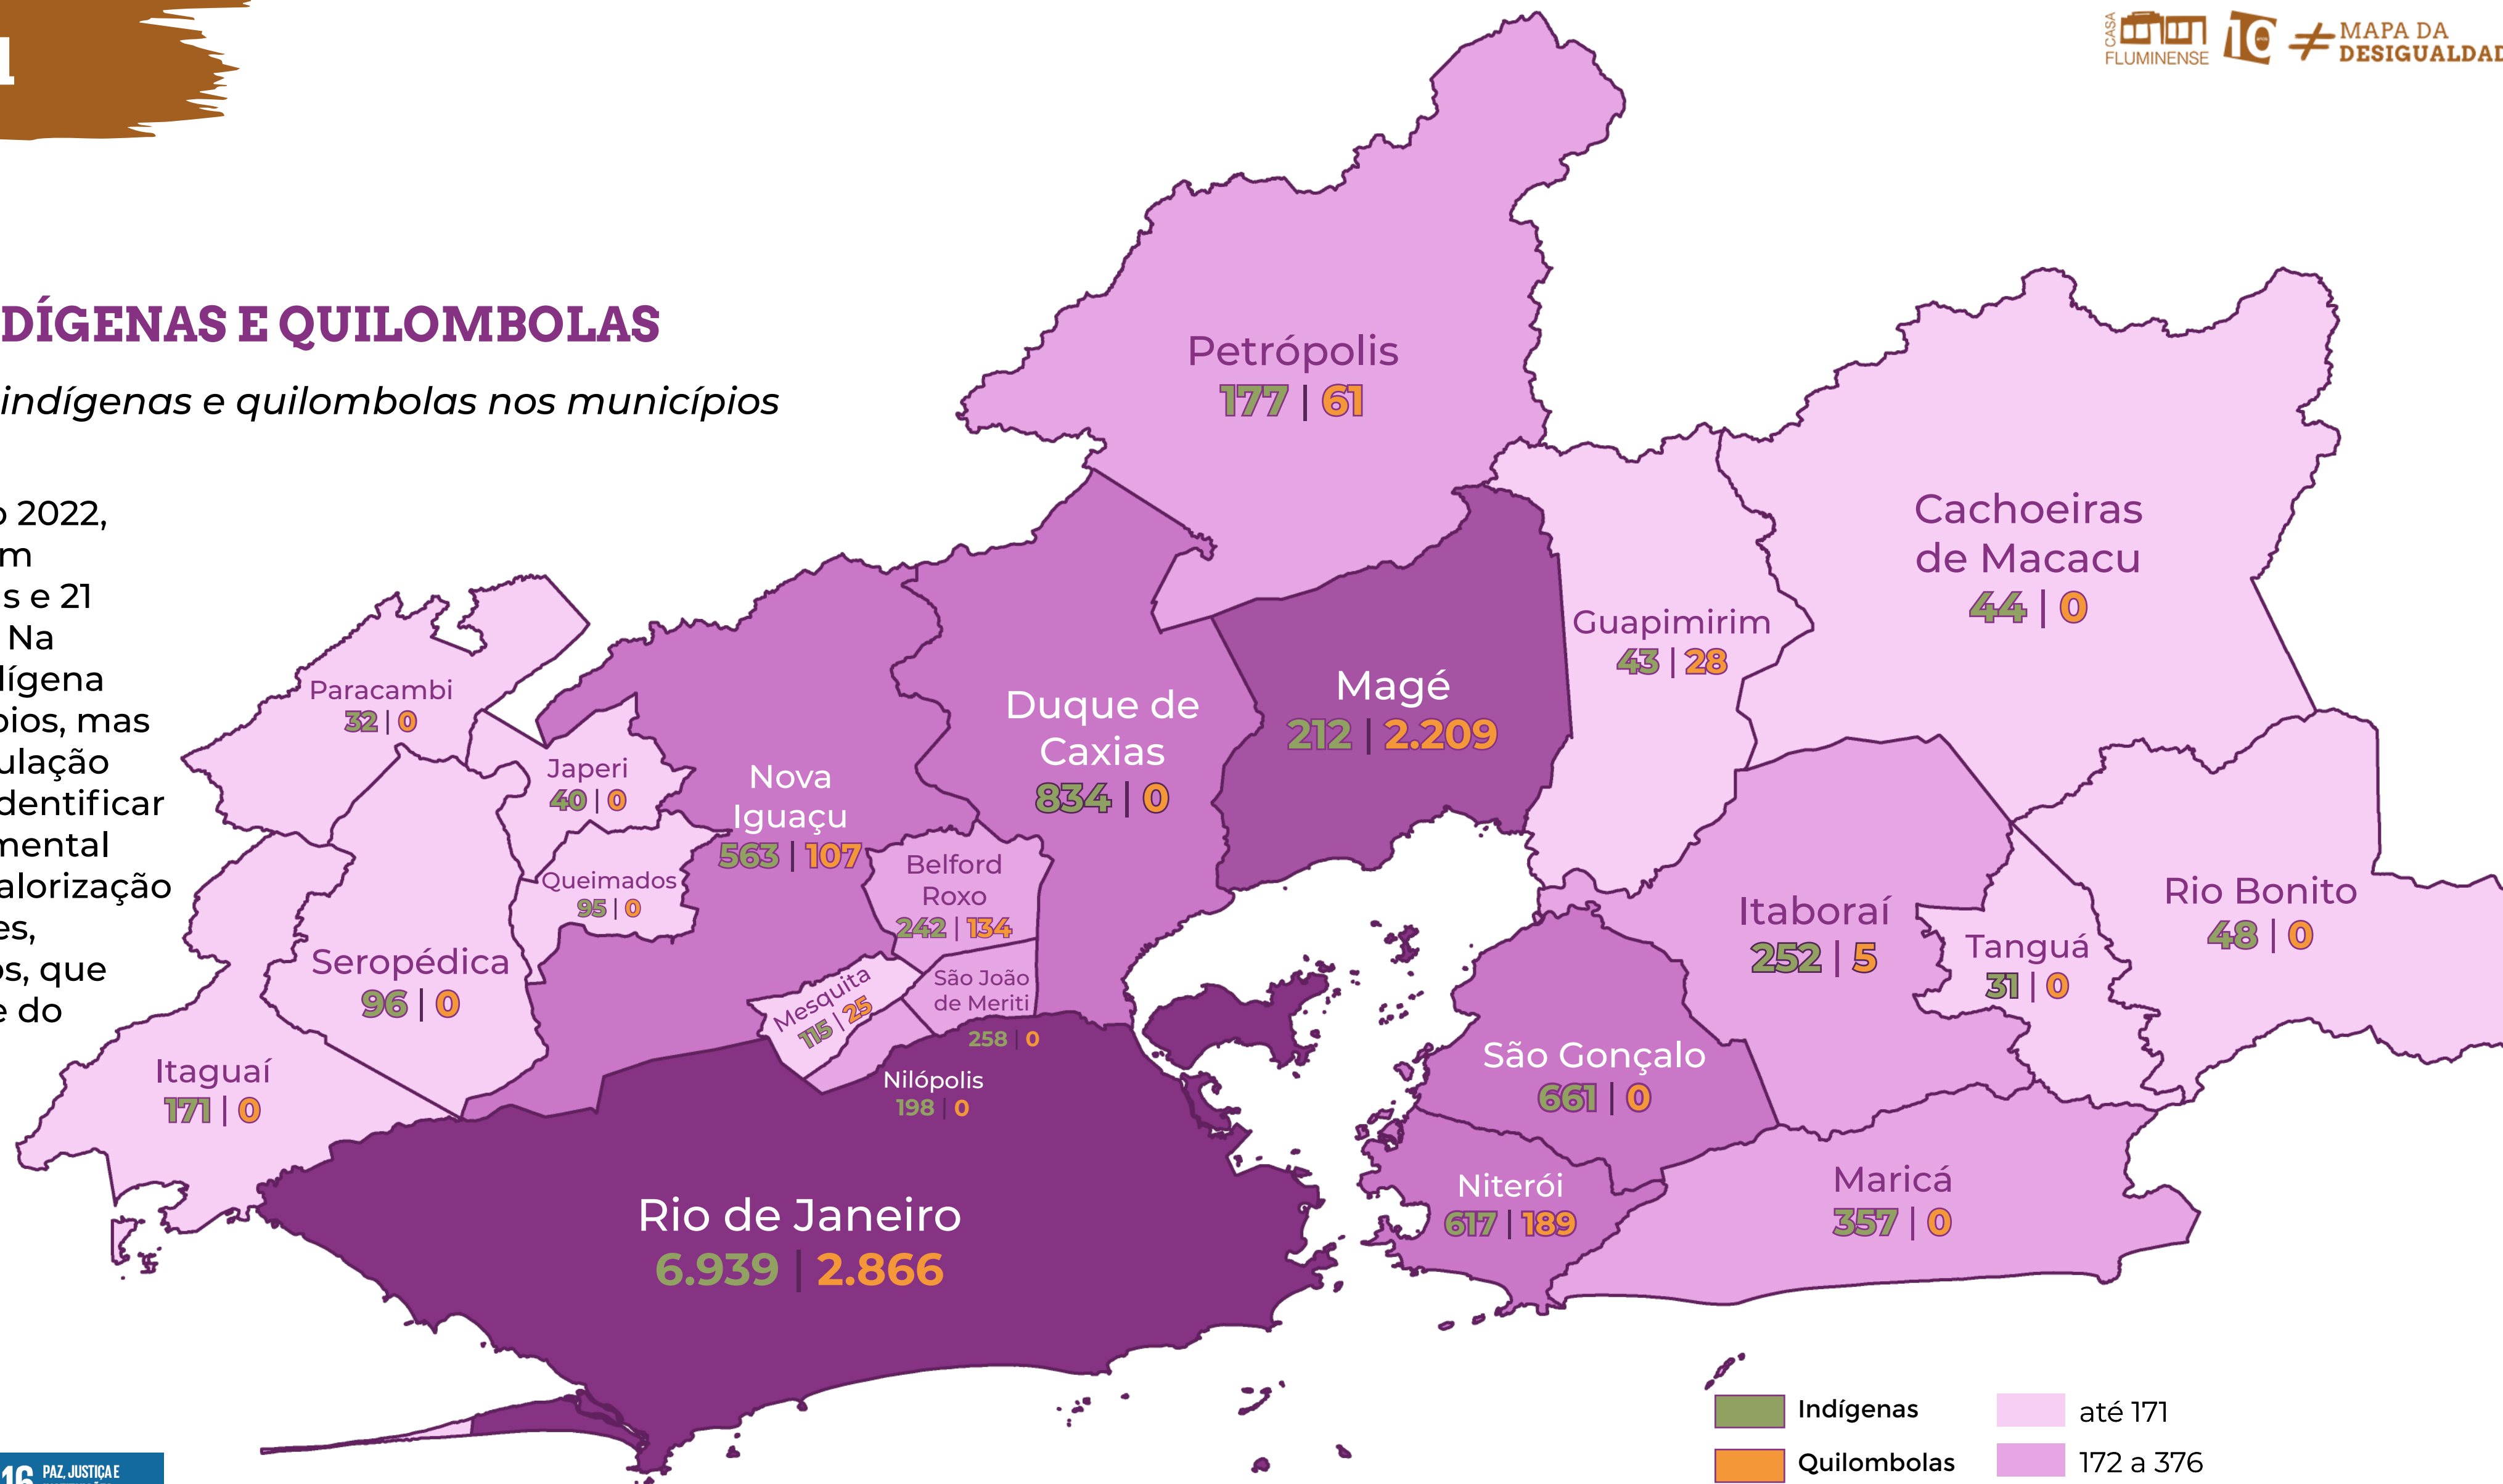 CASA
FLUMINENSE
10
ANOS
≠ MAPA DA
DESIGUALDAD
DÍGENAS E QUILOMBOLAS
indígenas e quilombolas nos municípios
o 2022,
m
s e 21
Na
lígena
pios, mas
ulação
dentificar
mental
alorização
es,
os, que
e do
Petrópolis
177 | 61
Cachoeiras
de Macacu
44 | 0
Guapimirim
43 | 28
Magé
212 | 2.209
Duque de
Caxias
834 | 0
Paracambi
32 | 0
Japeri
40 | 0
Nova
Iguaçu
563 | 107
Queimados
95 | 0
Belford
Roxo
242 | 134
Seropédica
96 | 0
Mesquita
115 | 25
São João
de Meriti
258 | 0
Nilópolis
198 | 0
Itaguaí
171 | 0
Rio de Janeiro
6.939 | 2.866
Itaboraí
252 | 5
Tanguá
31 | 0
Rio Bonito
48 | 0
São Gonçalo
661 | 0
Niterói
617 | 189
Maricá
357 | 0
Indígenas
Quilombolas
até 171
172 a 376
16 PAZ, JUSTIÇA E